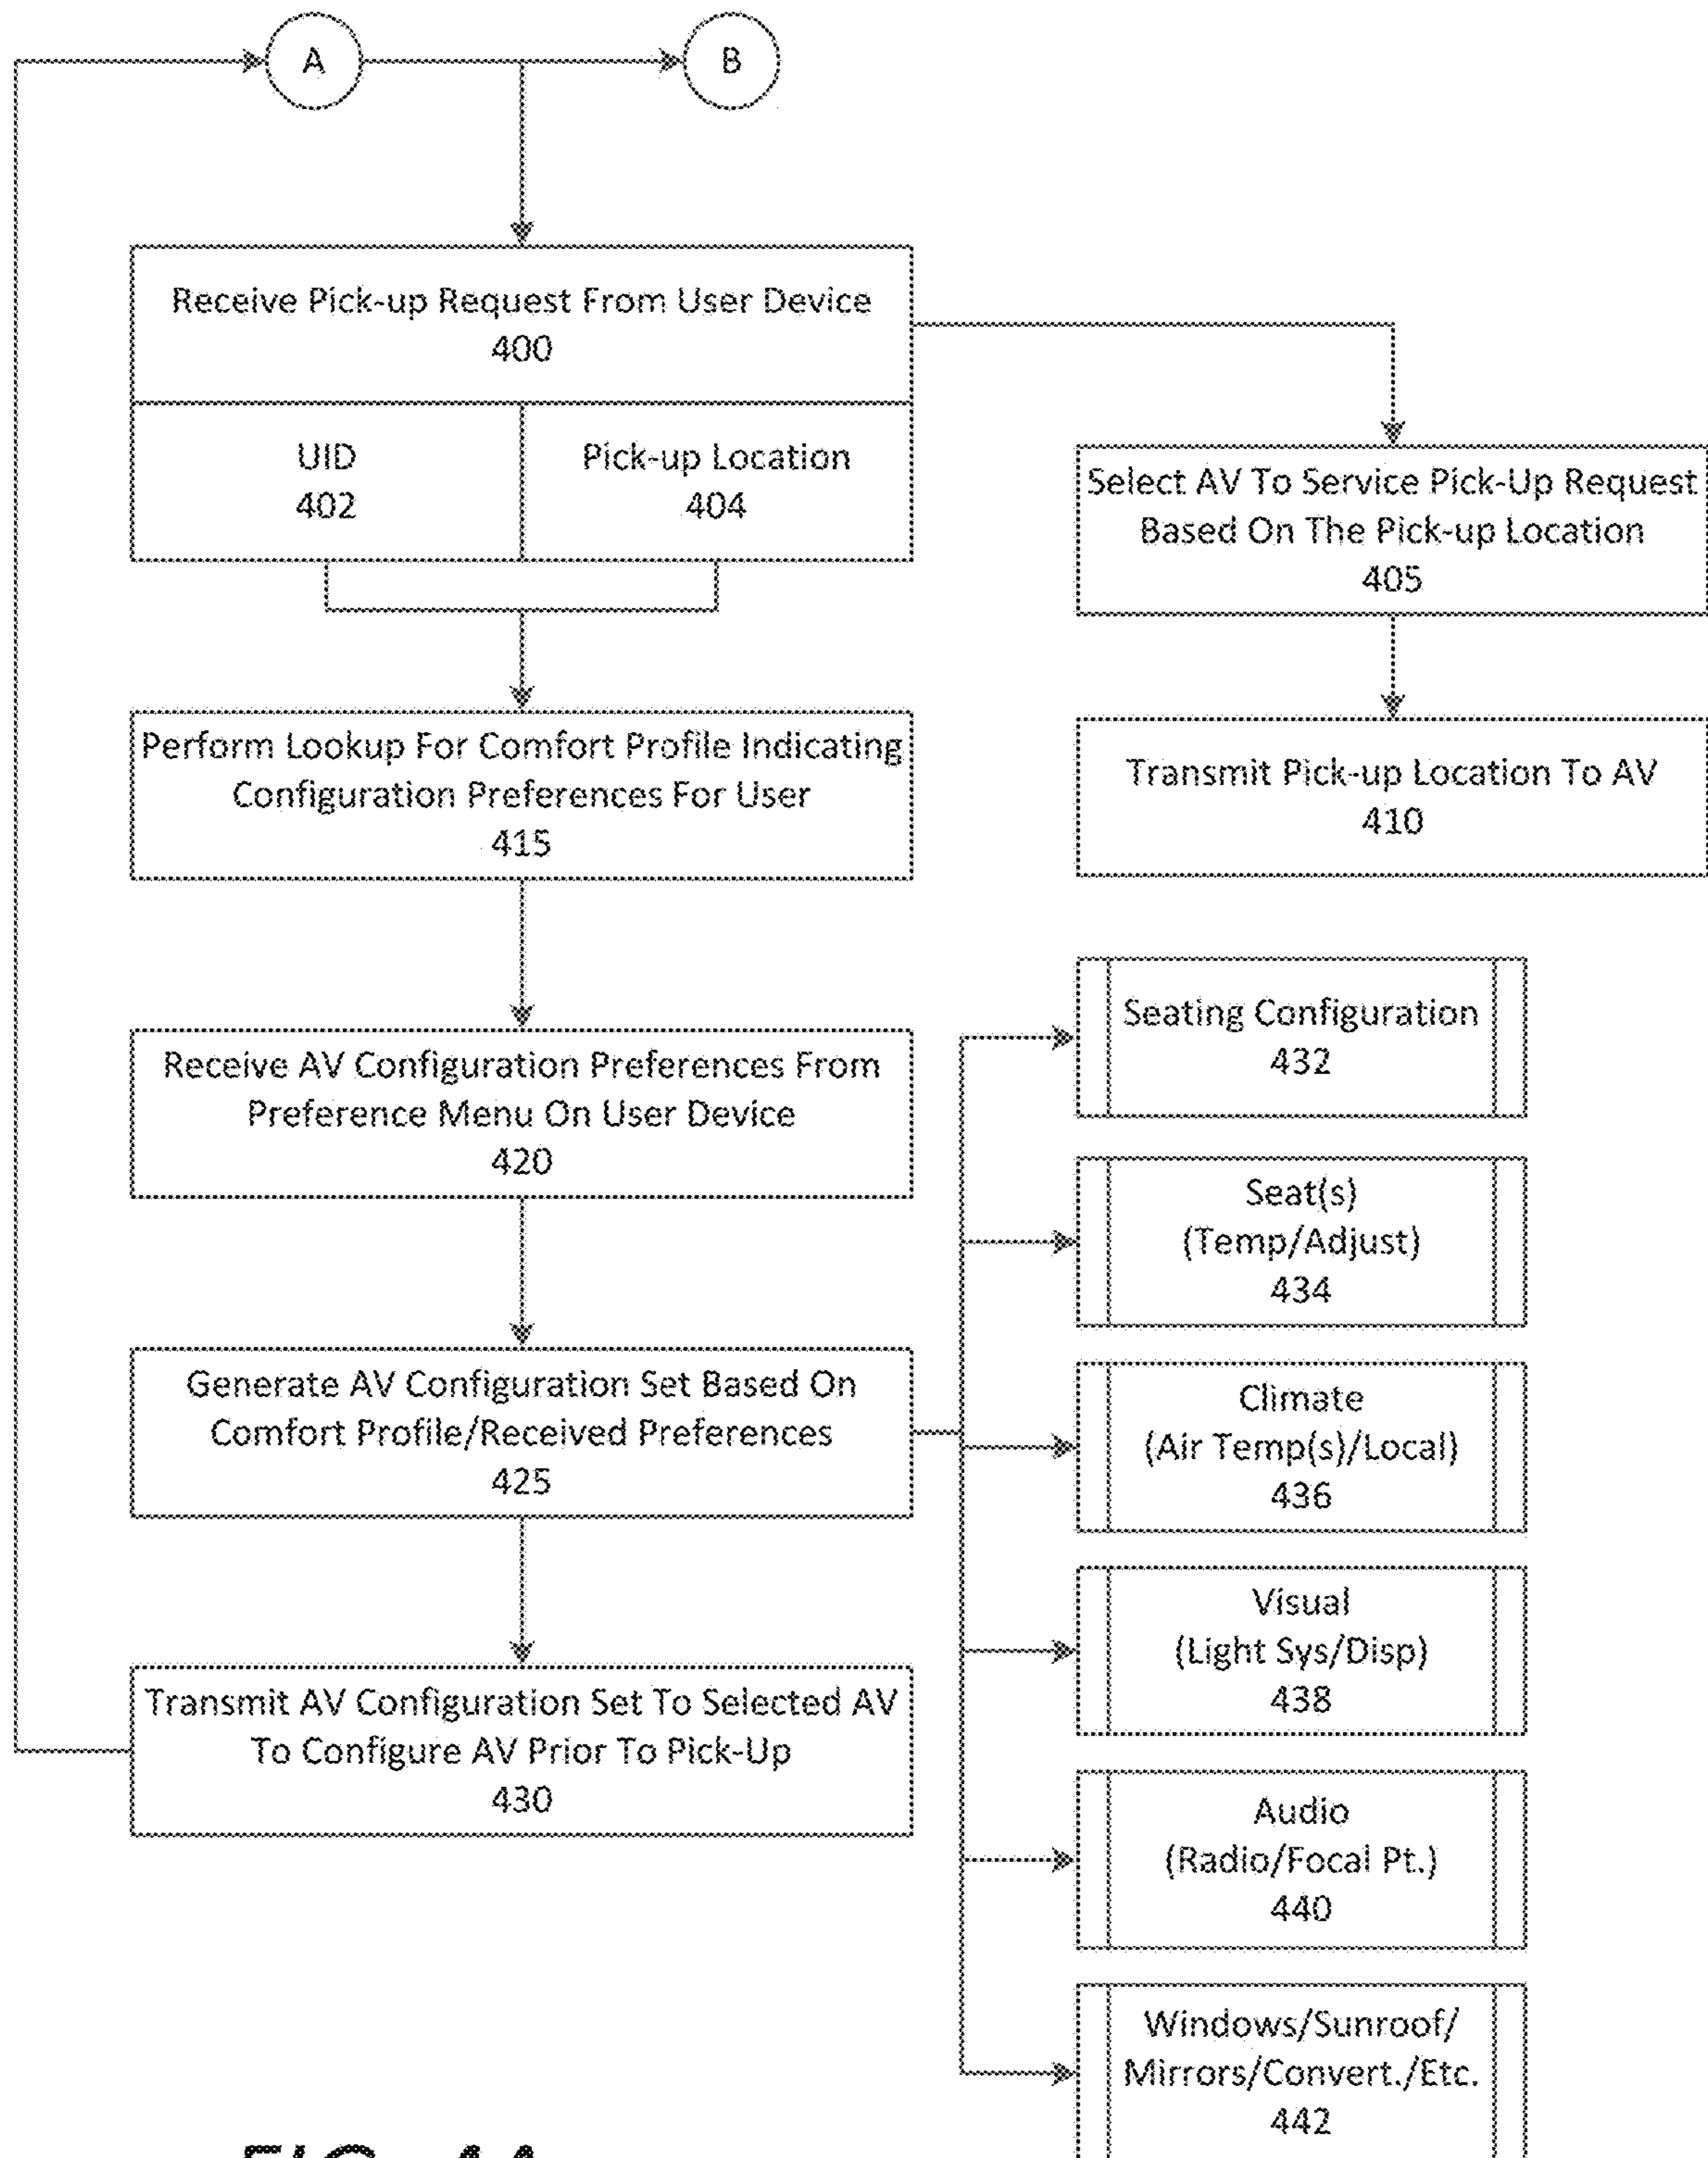 A
B
Receive Pick-up Request From User Device
400
UID
402
Pick-up Location
404
Select AV To Service Pick-Up Request
Based On The Pick-up Location
405
Transmit Pick-up Location To AV
410
Perform Lookup For Comfort Profile Indicating
Configuration Preferences For User
415
Receive AV Configuration Preferences From
Preference Menu On User Device
420
Generate AV Configuration Set Based On
Comfort Profile/Received Preferences
425
Transmit AV Configuration Set To Selected AV
To Configure AV Prior To Pick-Up
430
Seating Configuration
432
Seat(s)
(Temp/Adjust)
434
Climate
(Air Temp(s)/Local)
436
Visual
(Light Sys/Disp)
438
Audio
(Radio/Focal Pt.)
440
Windows/Sunroof/
Mirrors/Convert./Etc.
442